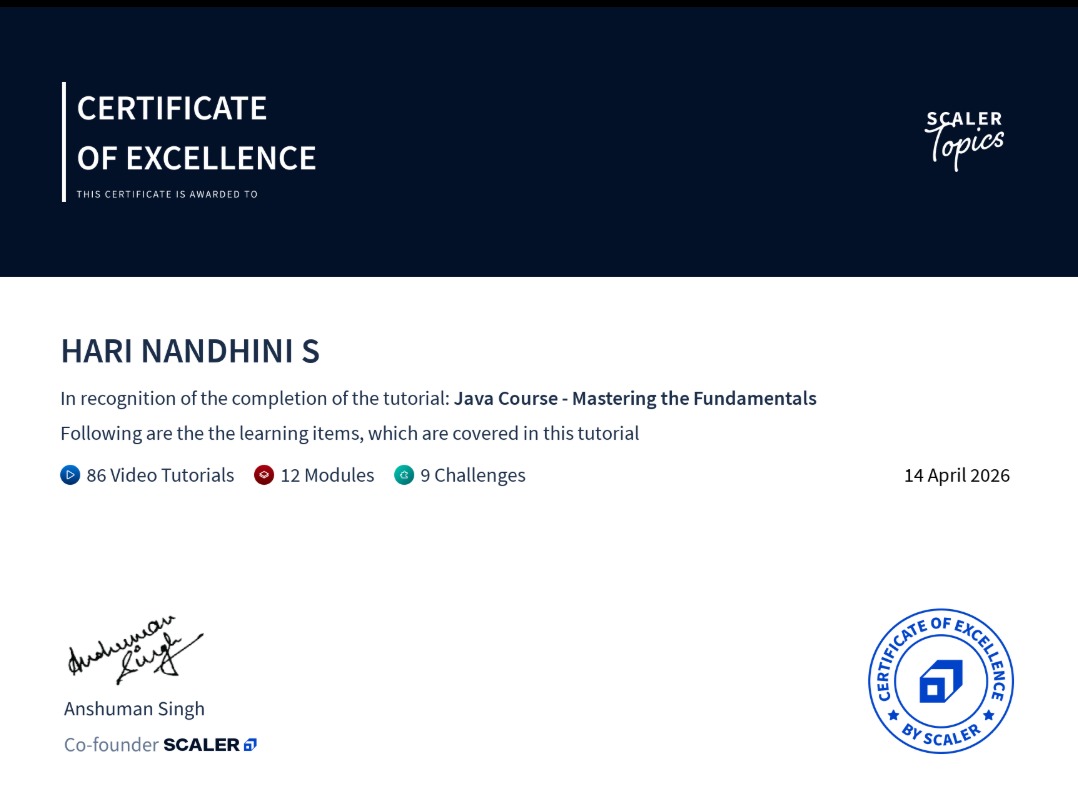 CERTIFICATE
OF EXCELLENCE
THIS CERTIFICATE IS AWARDED TO
SCALER
Topics
HARI NANDHINI S
In recognition of the completion of the tutorial: Java Course - Mastering the Fundamentals
Following are the the learning items, which are covered in this tutorial
86 Video Tutorials 12 Modules 9 Challenges
14 April 2026
Anshuman
Singh
Anshuman Singh
Co-founder SCALER
CERTIFICATE OF EXCELLENCE
BY SCALER